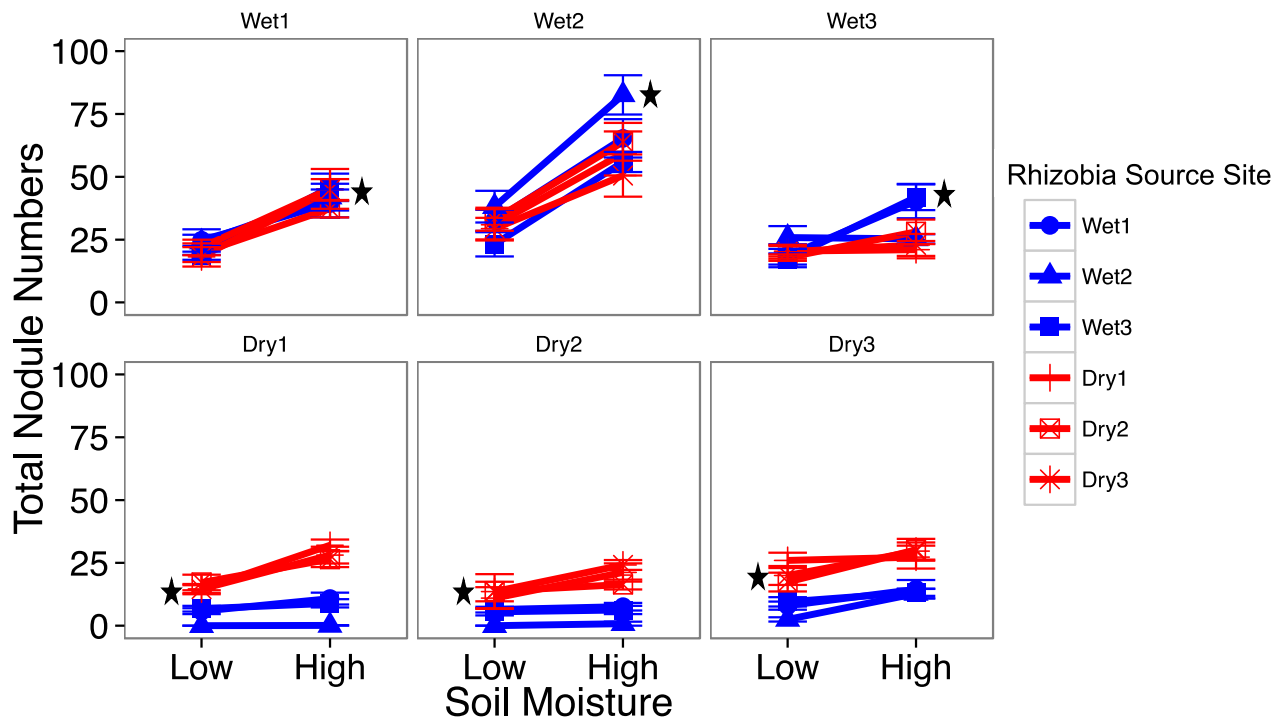 Wet1 Wet2 Wet3
100
75
50
25
0
Dry1 Dry2 Dry3
100
75
50
25
0
Low High Low High Low High
Soil Moisture
Total Nodule Numbers
Rhizobia Source Site
Wet1
Wet2
Wet3
Dry1
Dry2
Dry3